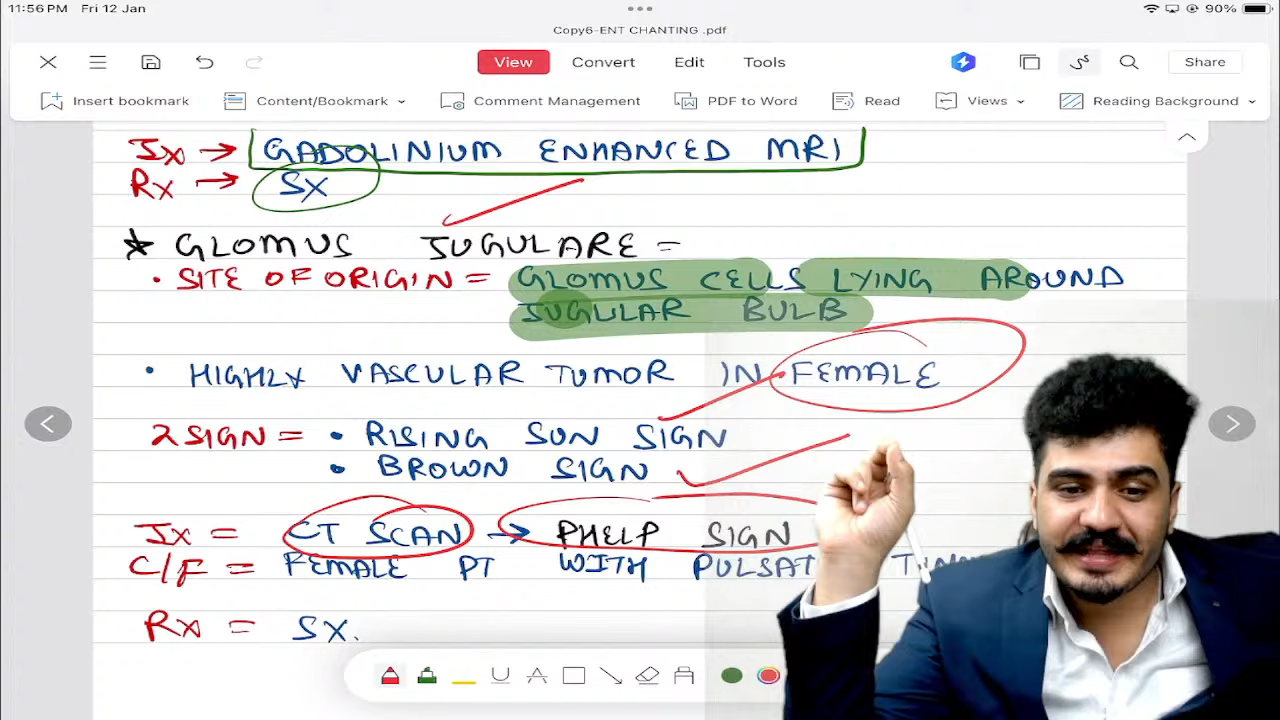 11:56 PM Fri 12 Jan
90%
Copy6-ENT CHANTING .pdf
View Convert Edit Tools
Share
Insert bookmark Content/Bookmark Comment Management PDF to Word Read Views Reading Background
Ix → GADOLINIUM ENHANCED MRI
Rx → SX
★ GLOMUS JUGULARE =
• SITE OF ORIGIN = GLOMUS CELLS LYING AROUND
JUGULAR BULB
• HIGHLY VASCULAR TUMOR IN FEMALE
2 SIGN = • RISING SUN SIGN
• BROWN SIGN
Ix = CT SCAN → PHELP SIGN
C/F = FEMALE PT WITH PULSAT
Rx = SX.